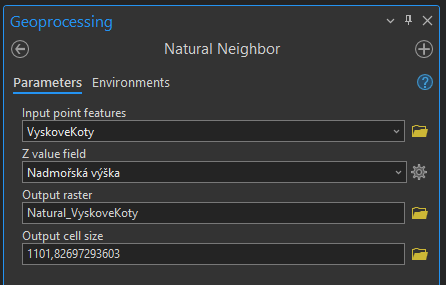 Geoprocessing
Natural Neighbor
Parameters Environments
Input point features
VyskoveKoty
Z value field
Nadmořská výška
Output raster
Natural_VyskoveKoty
Output cell size
1101,82697293603